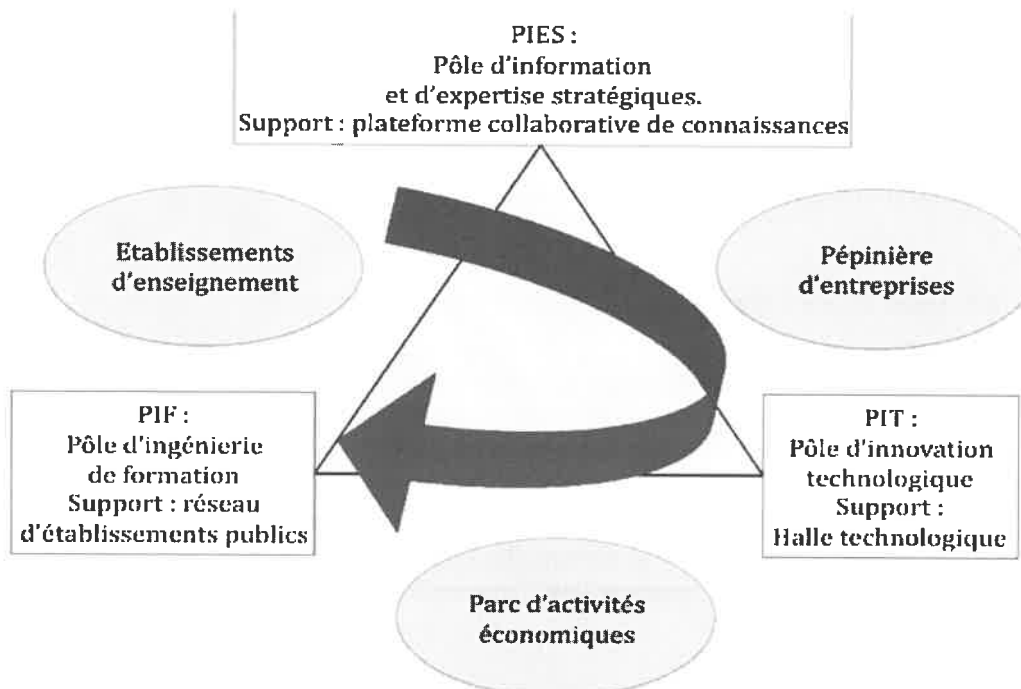 PIES :
Pôle d'information
et d'expertise stratégiques.
Support : plateforme collaborative de connaissances
Etablissements
d'enseignement
Pépinière
d'entreprises
PIF :
Pôle d'ingénierie
de formation
Support : réseau
d'établissements publics
PIT :
Pôle d'innovation
technologique
Support :
Halle technologique
Parc d'activités
économiques